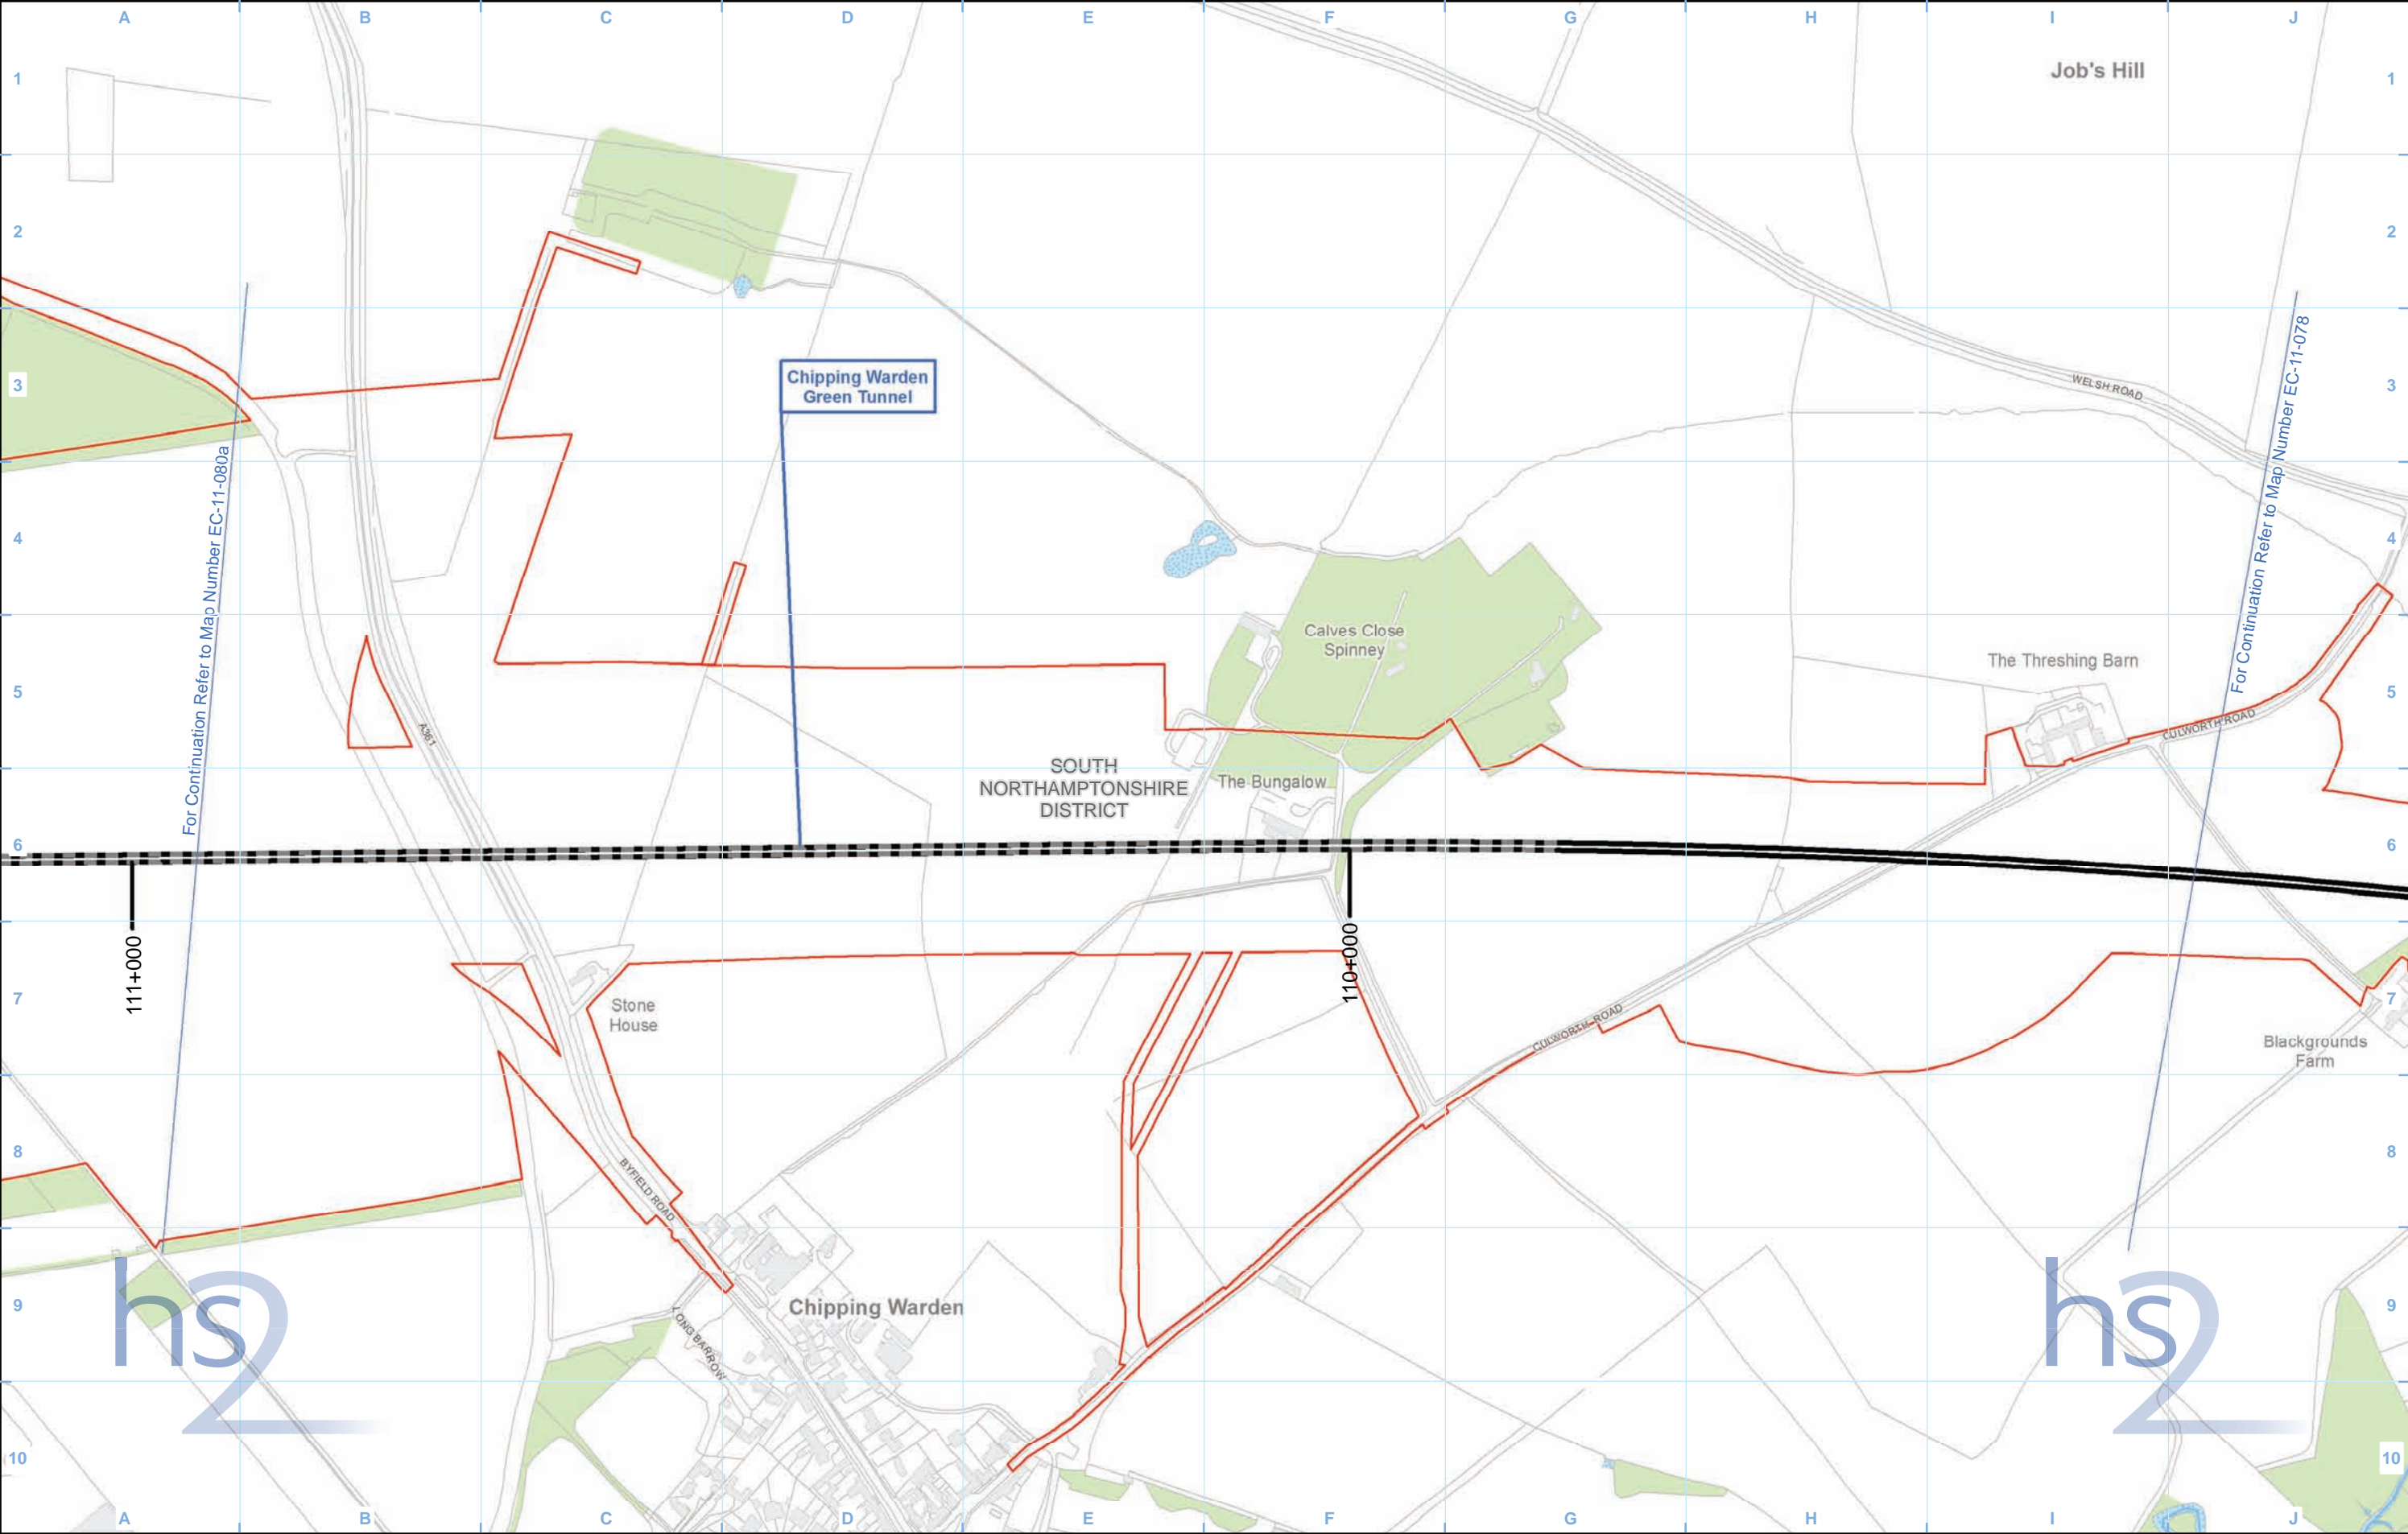 A B C D E F G H I J
1 1
Job's Hill
2 2
3 3
Chipping Warden
Green Tunnel
WELSH ROAD
For Continuation Refer to Map Number EC-11-080a
For Continuation Refer to Map Number EC-11-078
4 4
Calves Close
Spinney
The Threshing Barn
5 5
A361
CULWORTH ROAD
SOUTH
NORTHAMPTONSHIRE
DISTRICT
The Bungalow
6 6
111+000
110+000
7 7
Stone
House
CULWORTH ROAD
Blackgrounds
Farm
8 8
BYFIELD ROAD
9 9
hs2
Chipping Warden
hs2
LONG BARROW
10 10
A B C D E F G H I J